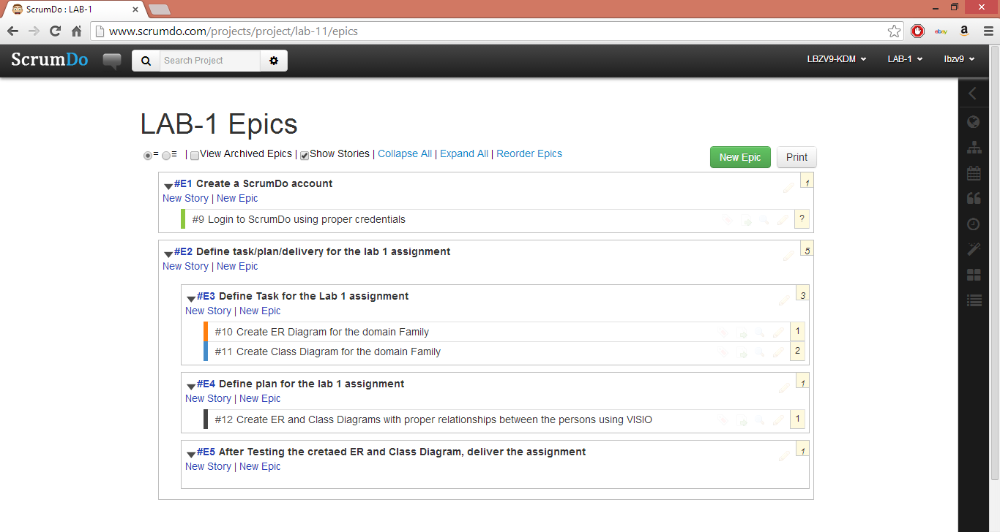 ScrumDo : LAB-1
www.scrumdo.com/projects/project/lab-11/epics
ebay
a
ScrumDo
Search Project
LBZV9-KDM
LAB-1
lbzv9
LAB-1 Epics
= ≡ | View Archived Epics | Show Stories | Collapse All | Expand All | Reorder Epics
New Epic
Print
#E1 Create a ScrumDo account
1
New Story | New Epic
#9 Login to ScrumDo using proper credentials
?
#E2 Define task/plan/delivery for the lab 1 assignment
5
New Story | New Epic
#E3 Define Task for the Lab 1 assignment
3
New Story | New Epic
#10 Create ER Diagram for the domain Family
1
#11 Create Class Diagram for the domain Family
2
#E4 Define plan for the lab 1 assignment
1
New Story | New Epic
#12 Create ER and Class Diagrams with proper relationships between the persons using VISIO
1
#E5 After Testing the cretaed ER and Class Diagram, deliver the assignment
1
New Story | New Epic